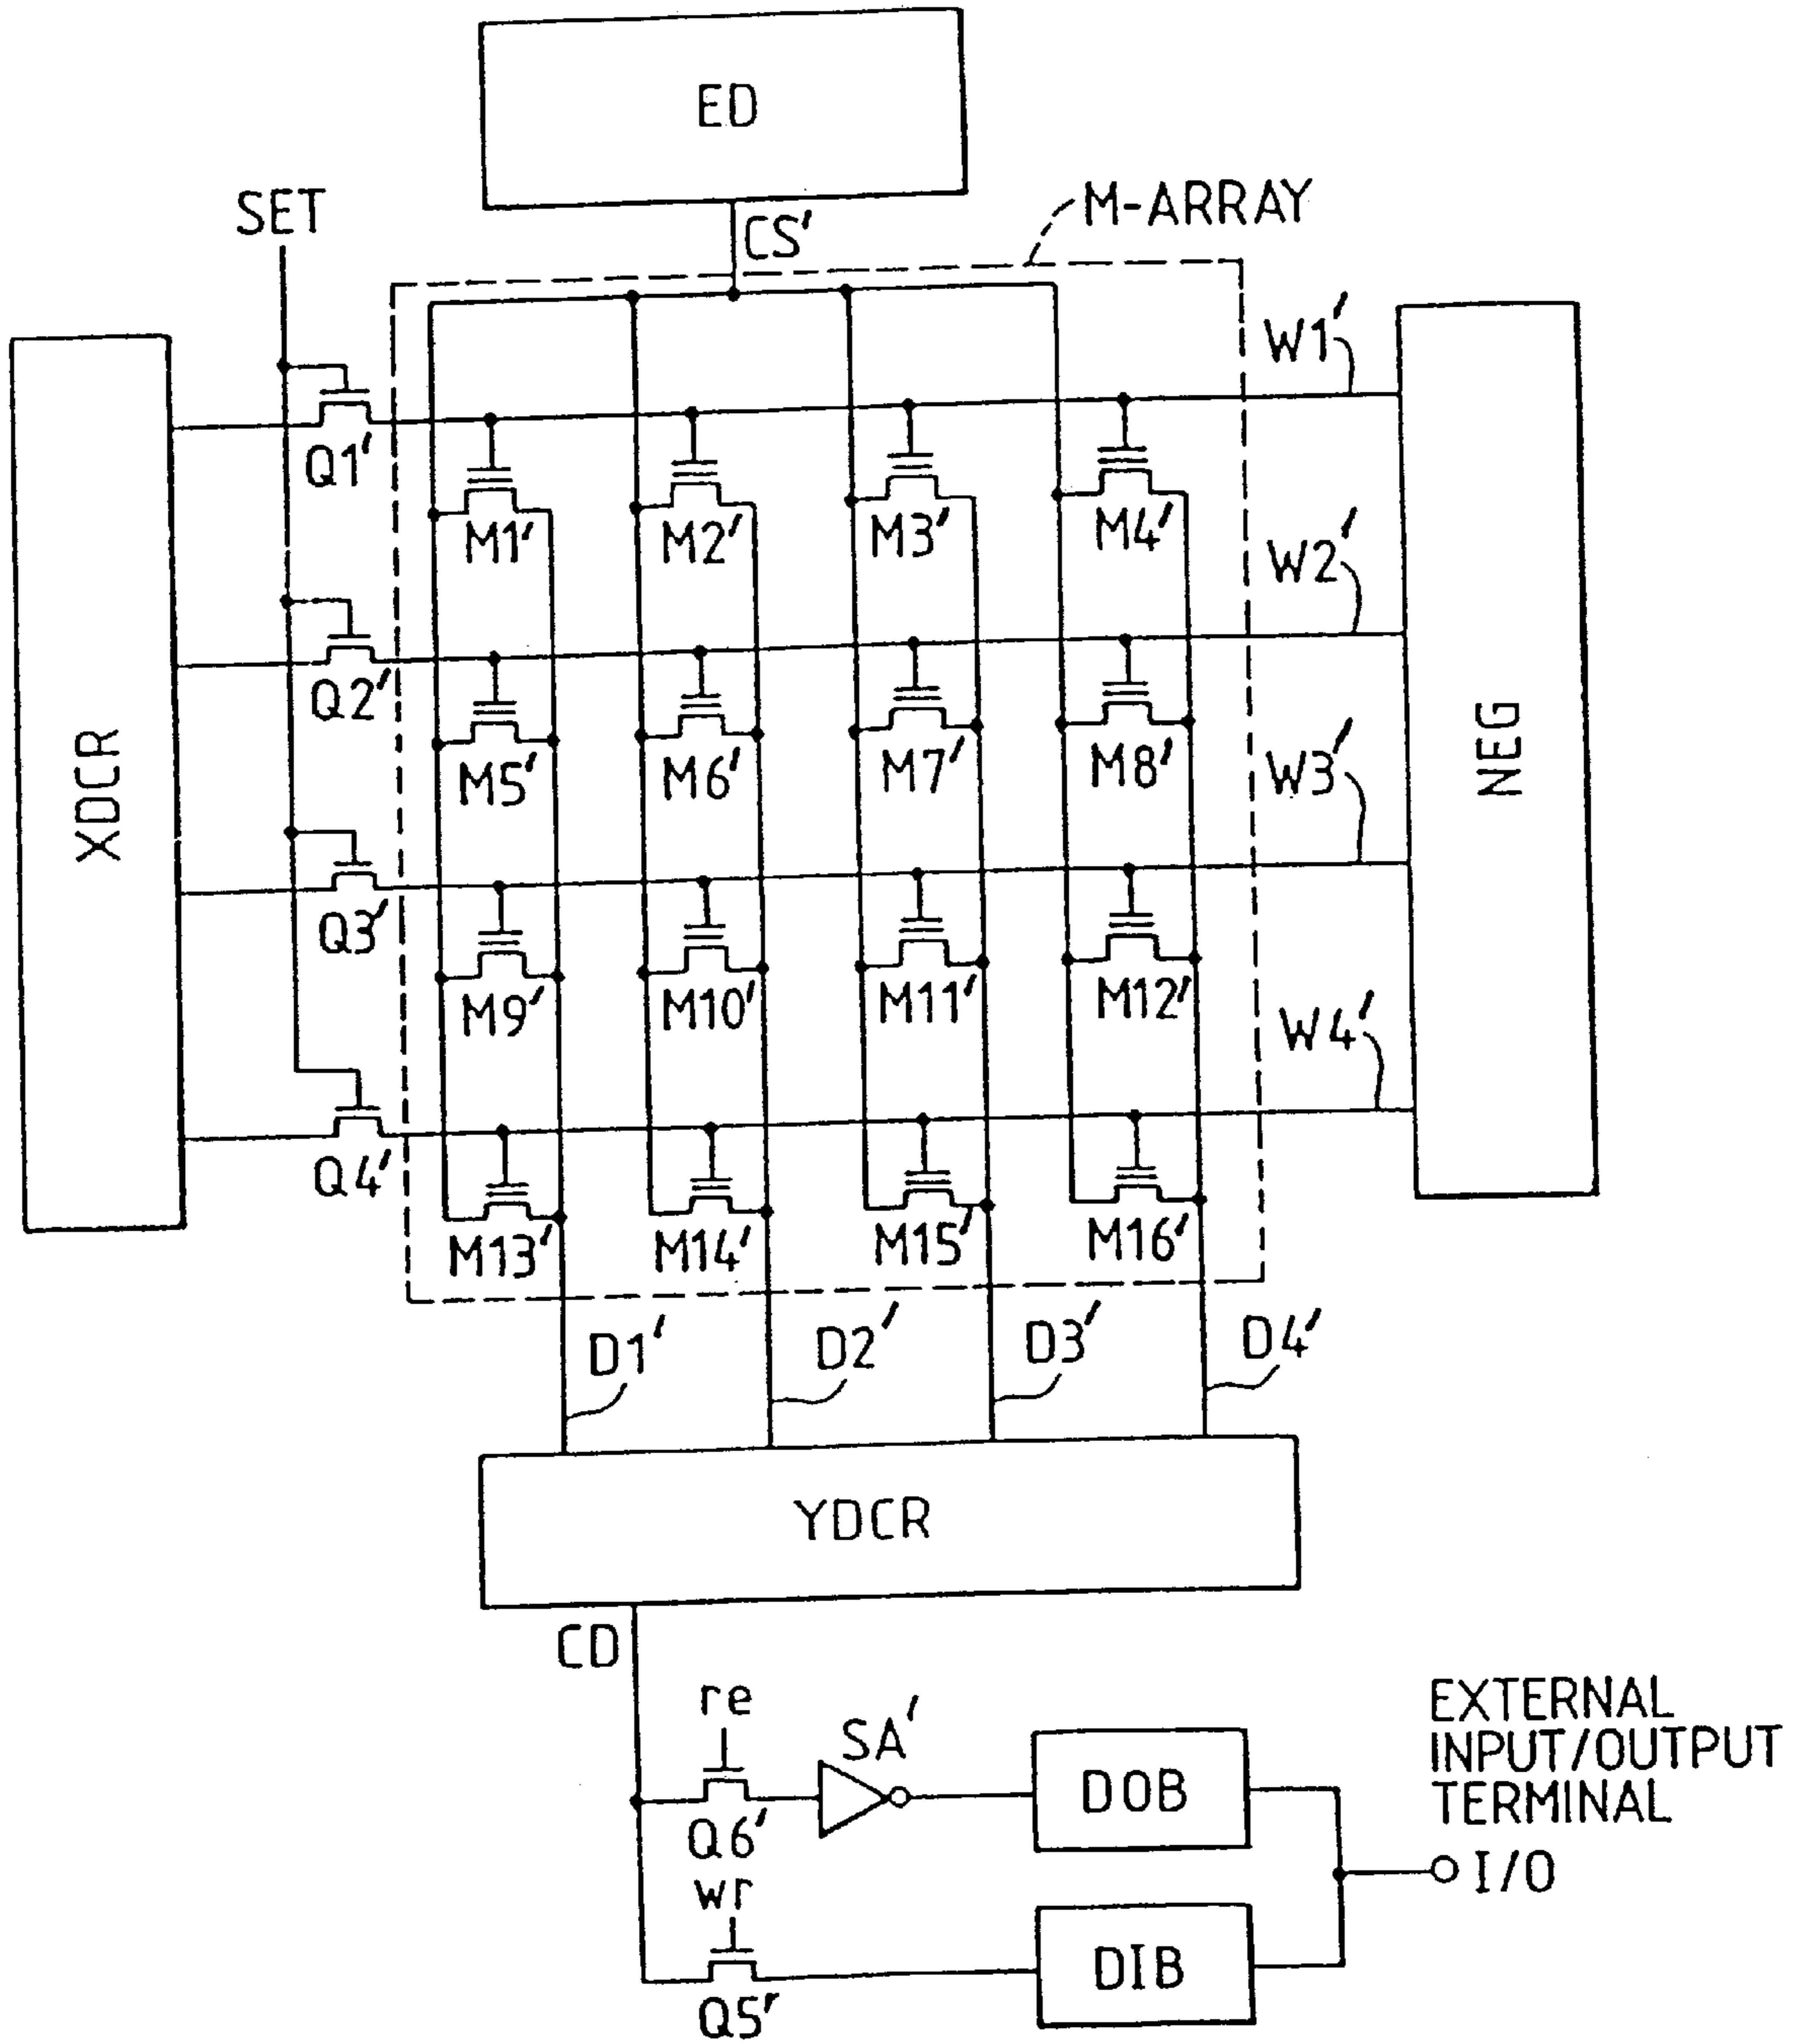 ED
SET
CS'
M-ARRAY
W1'
Q1'
M1' M2' M3' M4'
W2'
Q2'
XDCR
M5' M6' M7' M8'
NEG
W3'
Q3'
M9' M10' M11' M12'
W4'
Q4'
M13' M14' M15' M16'
D1' D2' D3' D4'
YDCR
CD
re
SA'
DOB
Q6'
EXTERNAL
INPUT/OUTPUT
TERMINAL
I/O
wr
DIB
Q5'